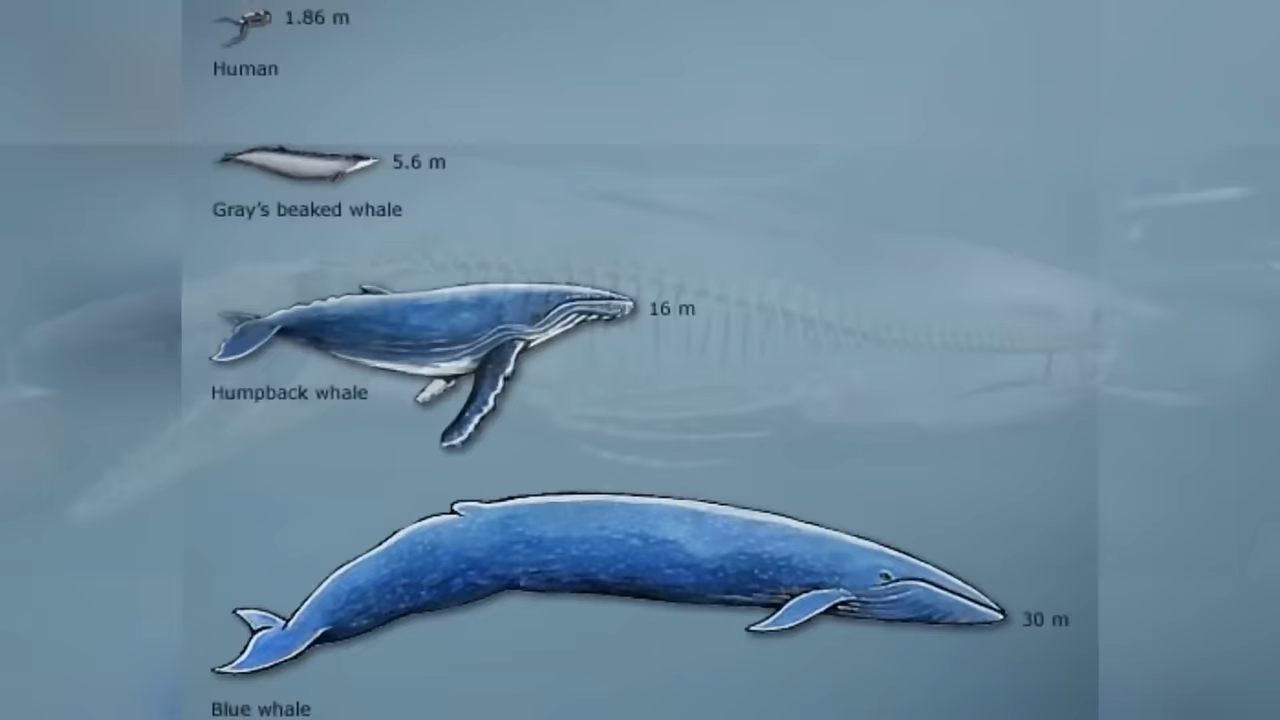 1.86 m
Human
5.6 m
Gray's beaked whale
16 m
Humpback whale
30 m
Blue whale